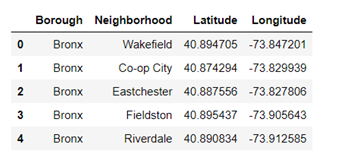 Borough Neighborhood Latitude Longitude
0 Bronx Wakefield 40.894705 -73.847201
1 Bronx Co-op City 40.874294 -73.829939
2 Bronx Eastchester 40.887556 -73.827806
3 Bronx Fieldston 40.895437 -73.905643
4 Bronx Riverdale 40.890834 -73.912585